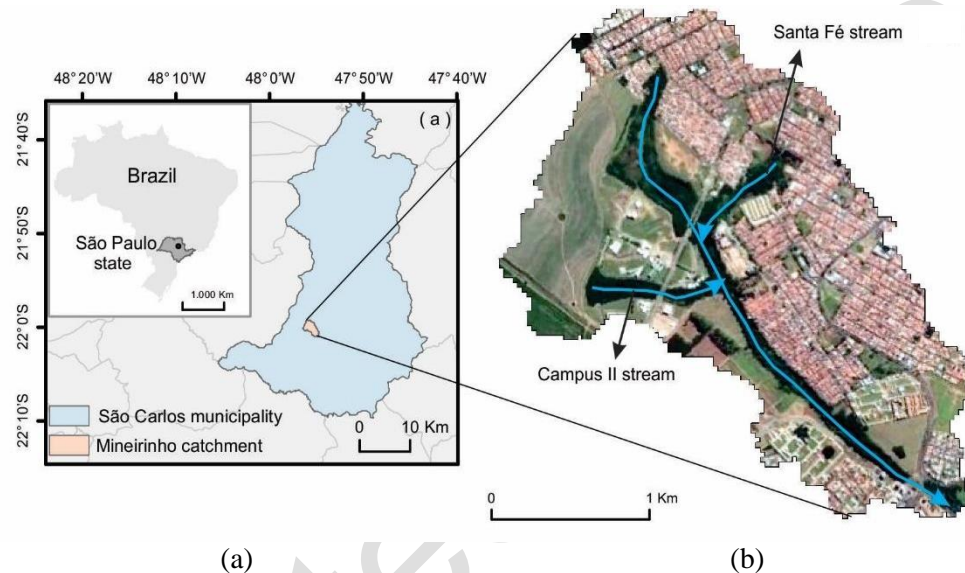 Santa Fé stream
48°20'W 48°10'W 48°0'W 47°50'W 47°40'W
( a )
21°40'S
21°50'S
22°0'S
22°10'S
Brazil
São Paulo
state
1.000 Km
São Carlos municipality
Mineirinho catchment
0 10 Km
Campus II stream
0 1 Km
(a) (b)